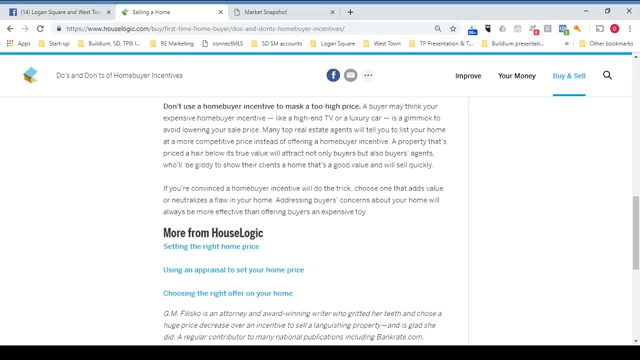 (14) Logan Square and West Town
Selling a Home
Market Snapshot
https://www.houselogic.com/buy/first-time-home-buyer/dos-and-donts-homebuyer-incentives/
Apps
Start-up
Buildium, SD, TPBi I
RE Marketing
connectMLS
SD SM accounts
Logan Square
West Town
TP Presentation & T
Buildium presentati
»
Other bookmarks
Do's and Don'ts of Homebuyer Incentives
Improve
Your Money
Buy & Sell
Don't use a homebuyer incentive to mask a too-high price. A buyer may think your
expensive homebuyer incentive — like a high-end TV or a luxury car — is a gimmick to
avoid lowering your sale price. Many top real estate agents will tell you to list your home
at a more competitive price instead of offering a homebuyer incentive. A property that's
priced a hair below its true value will attract not only buyers but also buyers' agents,
who'll be giddy to show their clients a home that's a good value and will sell quickly.
If you're convinced a homebuyer incentive will do the trick, choose one that adds value
or neutralizes a flaw in your home. Addressing buyers' concerns about your home will
always be more effective than offering buyers an expensive toy.
More from HouseLogic
Setting the right home price
Using an appraisal to set your home price
Choosing the right offer on your home
G.M. Filisko is an attorney and award-winning writer who gritted her teeth and chose a
huge price decrease over an incentive to sell a languishing property—and is glad she
did. A regular contributor to many national publications including Bankrate.com,